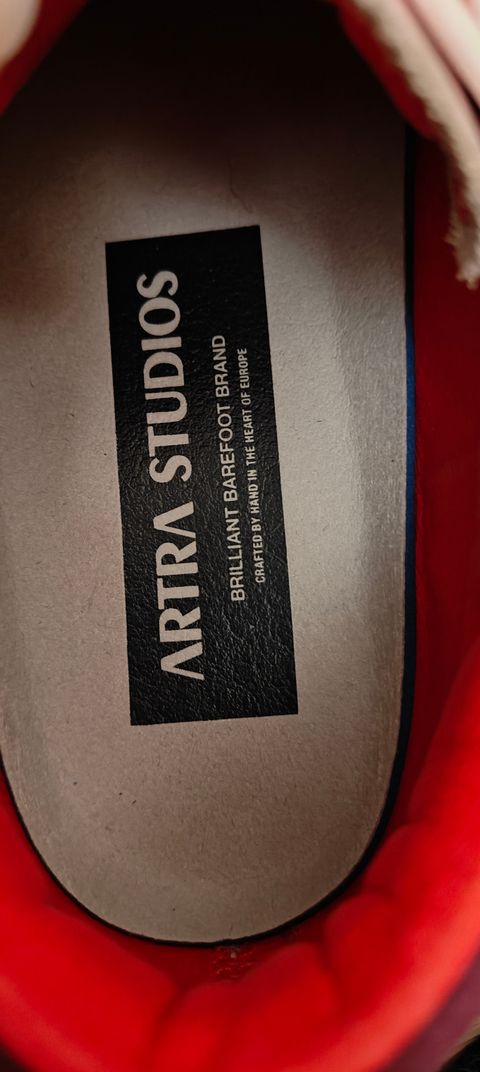 ARTRA STUDIOS
BRILLIANT BAREFOOT BRAND
CRAFTED BY HAND IN THE HEART OF EUROPE